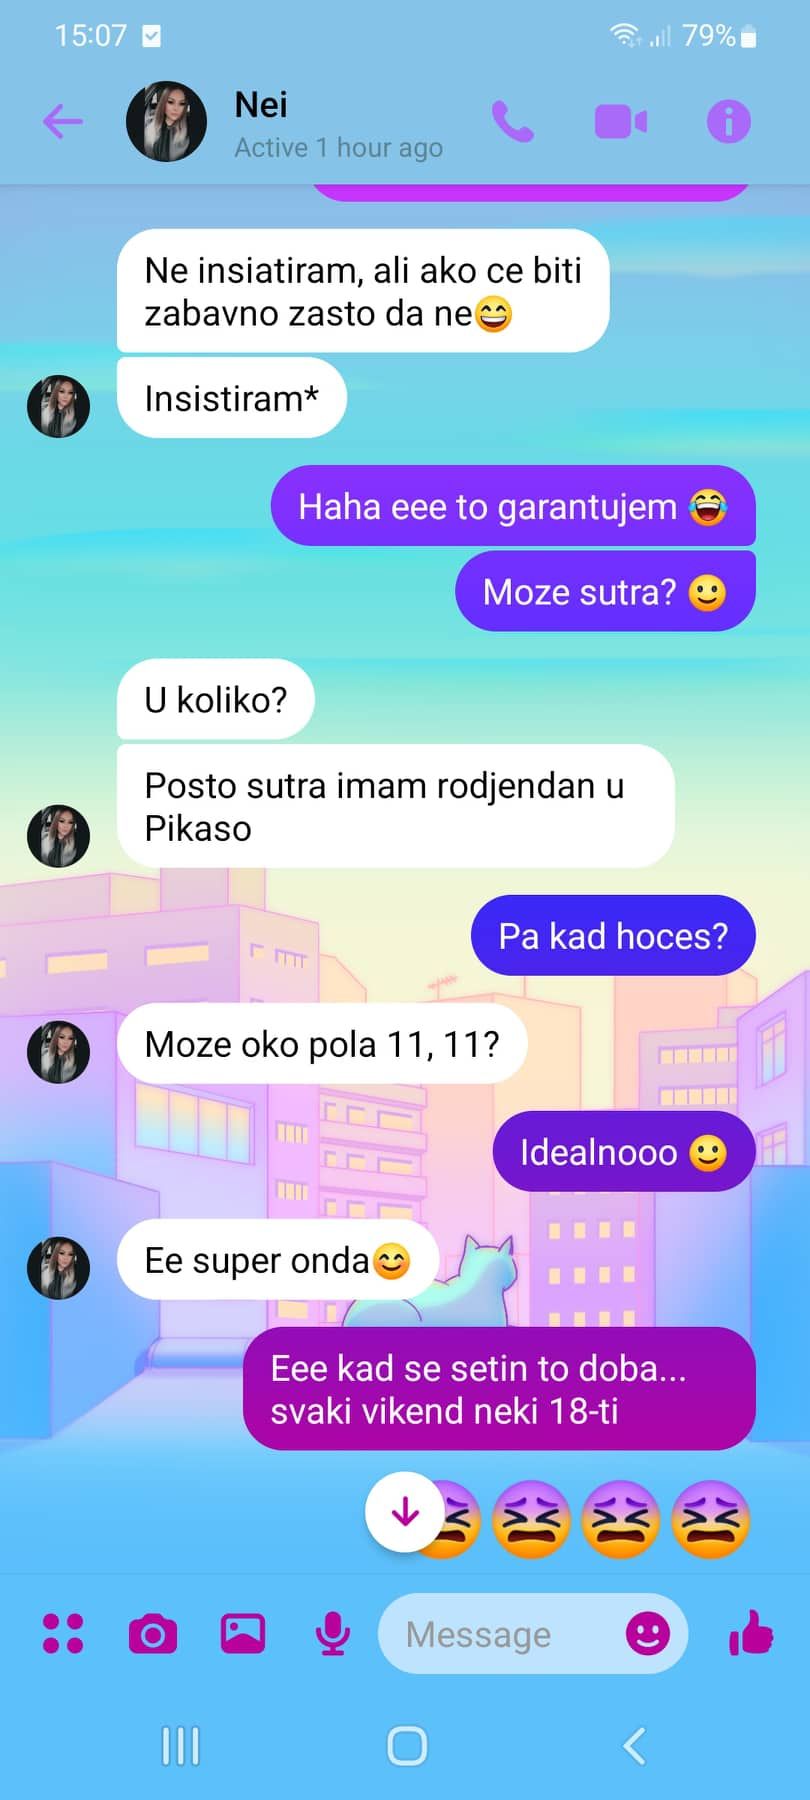 15:07
79%
Nei
Active 1 hour ago
Ne insiatiram, ali ako ce biti
zabavno zasto da ne😄
Insistiram*
Haha eee to garantujem 😂
Moze sutra? 🙂
U koliko?
Posto sutra imam rodjendan u
Pikaso
Pa kad hoces?
Moze oko pola 11, 11?
Idealnooo 🙂
Ee super onda😊
Eee kad se setin to doba...
svaki vikend neki 18-ti
😫😫😫😫
Message